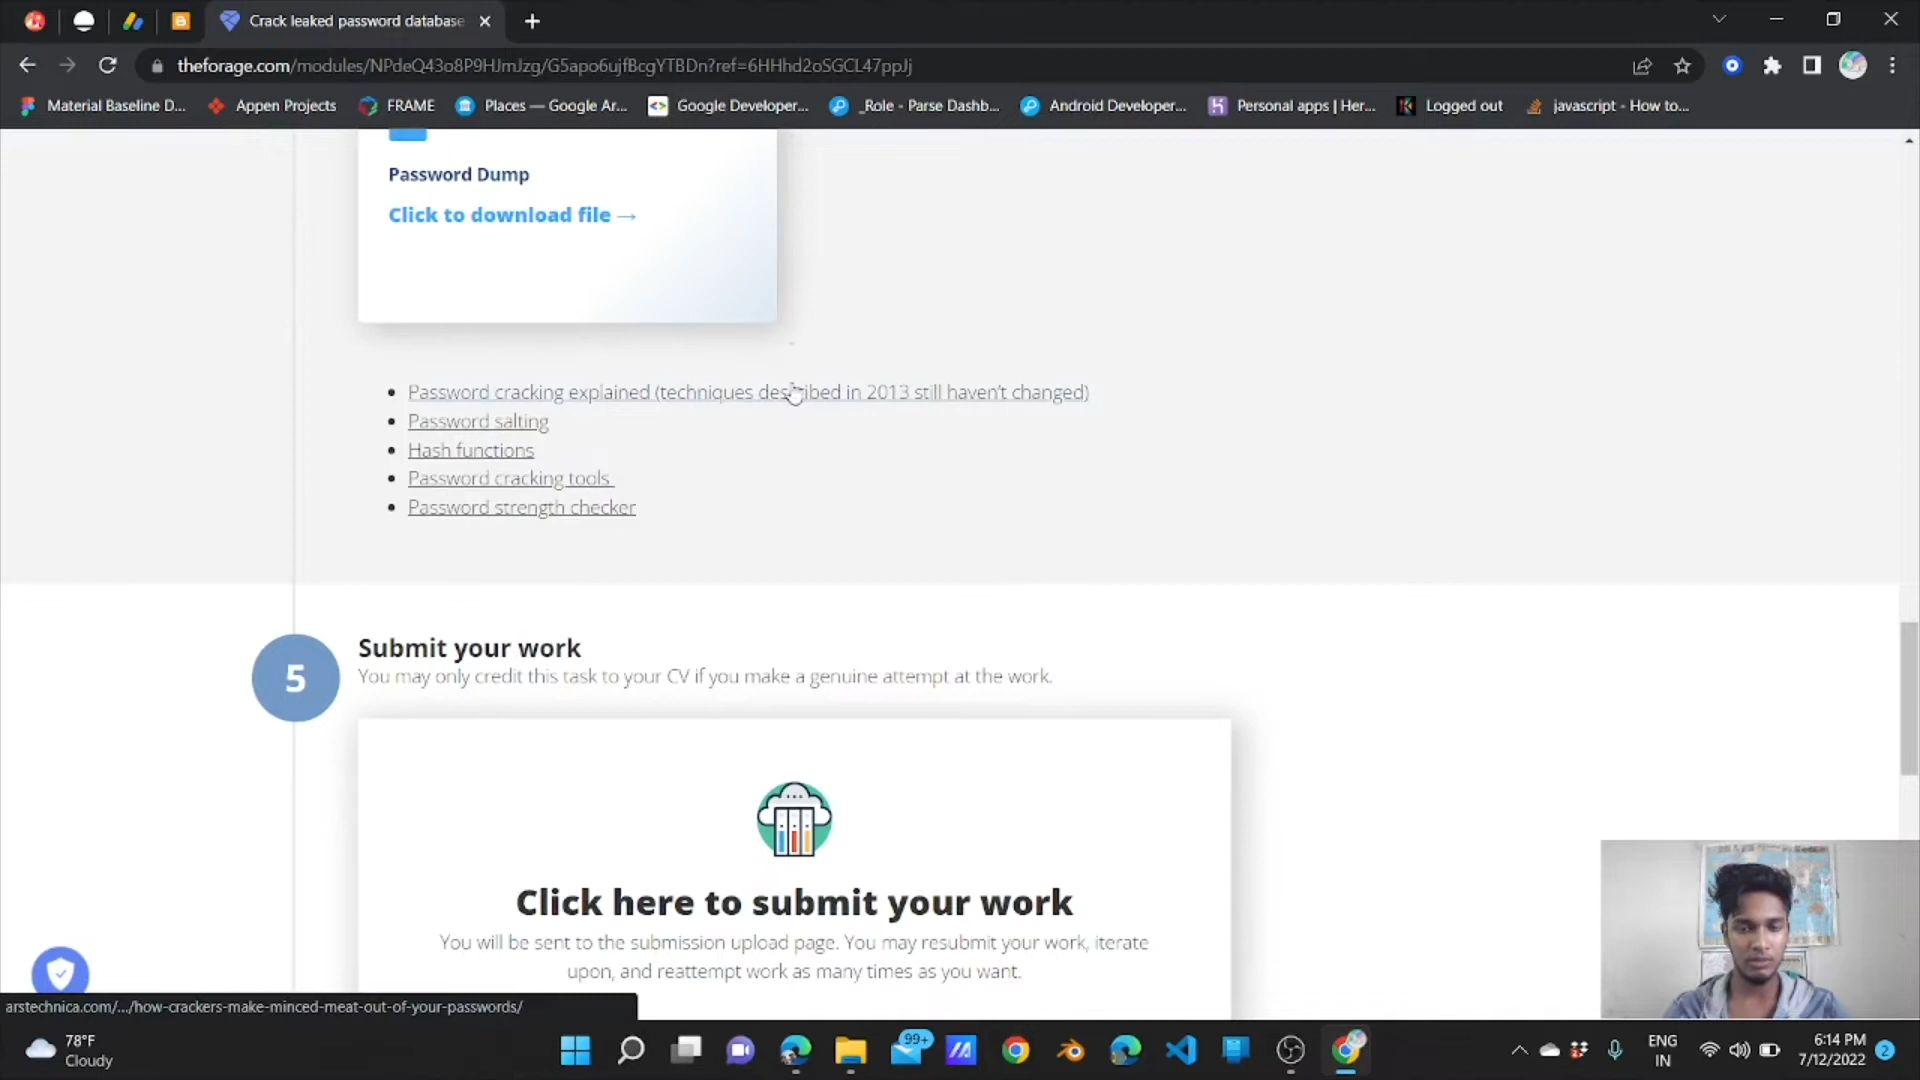 Crack leaked password database
theforage.com/modules/NPdeQ43o8P9HJmJzg/G5apo6ujfBcgYTBDn?ref=6HHhd2oSGCL47ppJj
Material Baseline D...
Appen Projects
FRAME
Places — Google Ar...
Google Developer...
_Role - Parse Dashb...
Android Developer...
Personal apps | Her...
Logged out
javascript - How to...
Password Dump
Click to download file →
• Password cracking explained (techniques described in 2013 still haven't changed)
• Password salting
• Hash functions
• Password cracking tools
• Password strength checker
5
Submit your work
You may only credit this task to your CV if you make a genuine attempt at the work.
Click here to submit your work
You will be sent to the submission upload page. You may resubmit your work, iterate
upon, and reattempt work as many times as you want.
arstechnica.com/.../how-crackers-make-minced-meat-out-of-your-passwords/
78°F
Cloudy
99+
ENG
IN
6:14 PM
7/12/2022
2